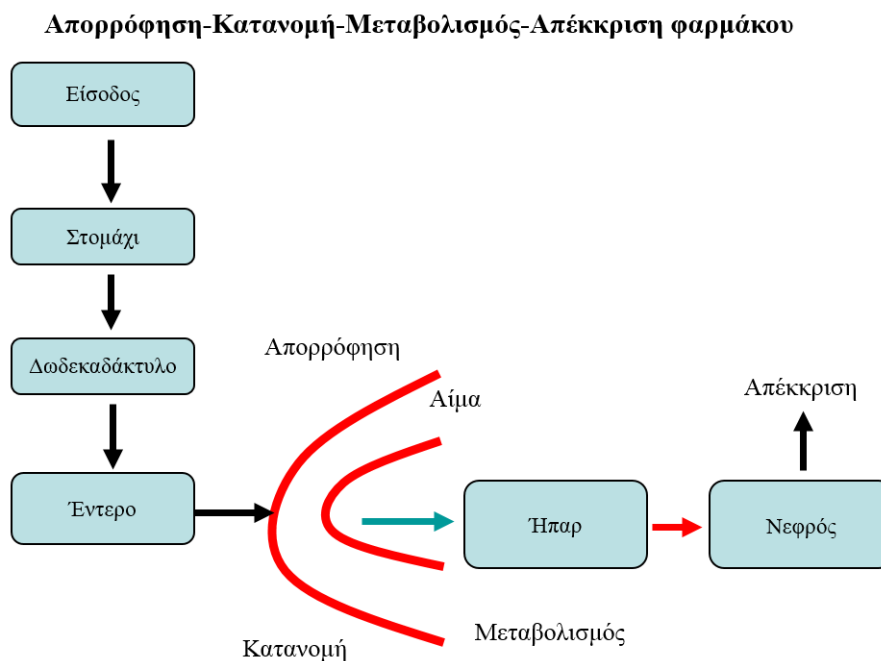 Απορρόφηση-Κατανομή-Μεταβολισμός-Απέκκριση φαρμάκου
Είσοδος
Στομάχι
Δωδεκαδάκτυλο
Έντερο
Απορρόφηση
Αίμα
Κατανομή
Μεταβολισμός
Ήπαρ
Νεφρός
Απέκκριση